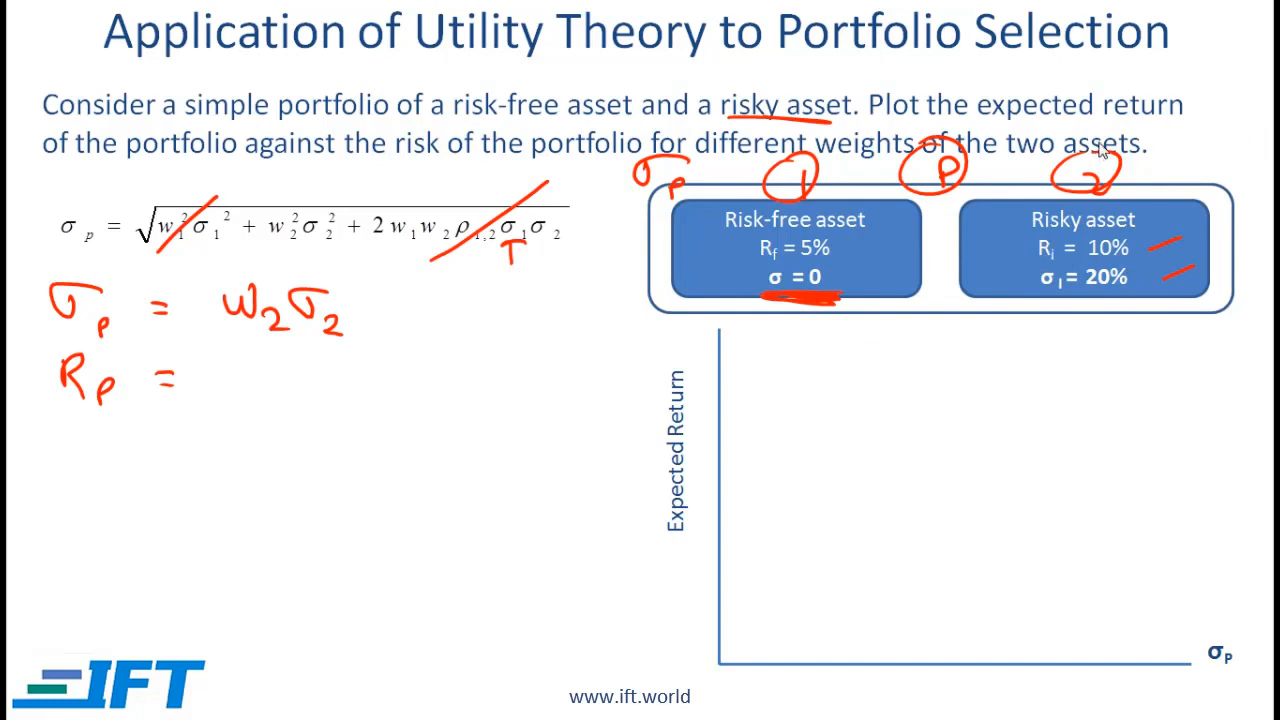 Application of Utility Theory to Portfolio Selection
Consider a simple portfolio of a risk-free asset and a risky asset. Plot the expected return
of the portfolio against the risk of the portfolio for different weights of the two assets.
σp 1 P 2
σ p = √w₁²σ₁² + w₂²σ₂² + 2w₁w₂ρ₁,₂σ₁σ₂
Risk-free asset
Rf = 5%
σ = 0
Risky asset
Ri = 10%
σI = 20%
σp = w2σ2
Rp =
Expected Return
σP
IFT
www.ift.world